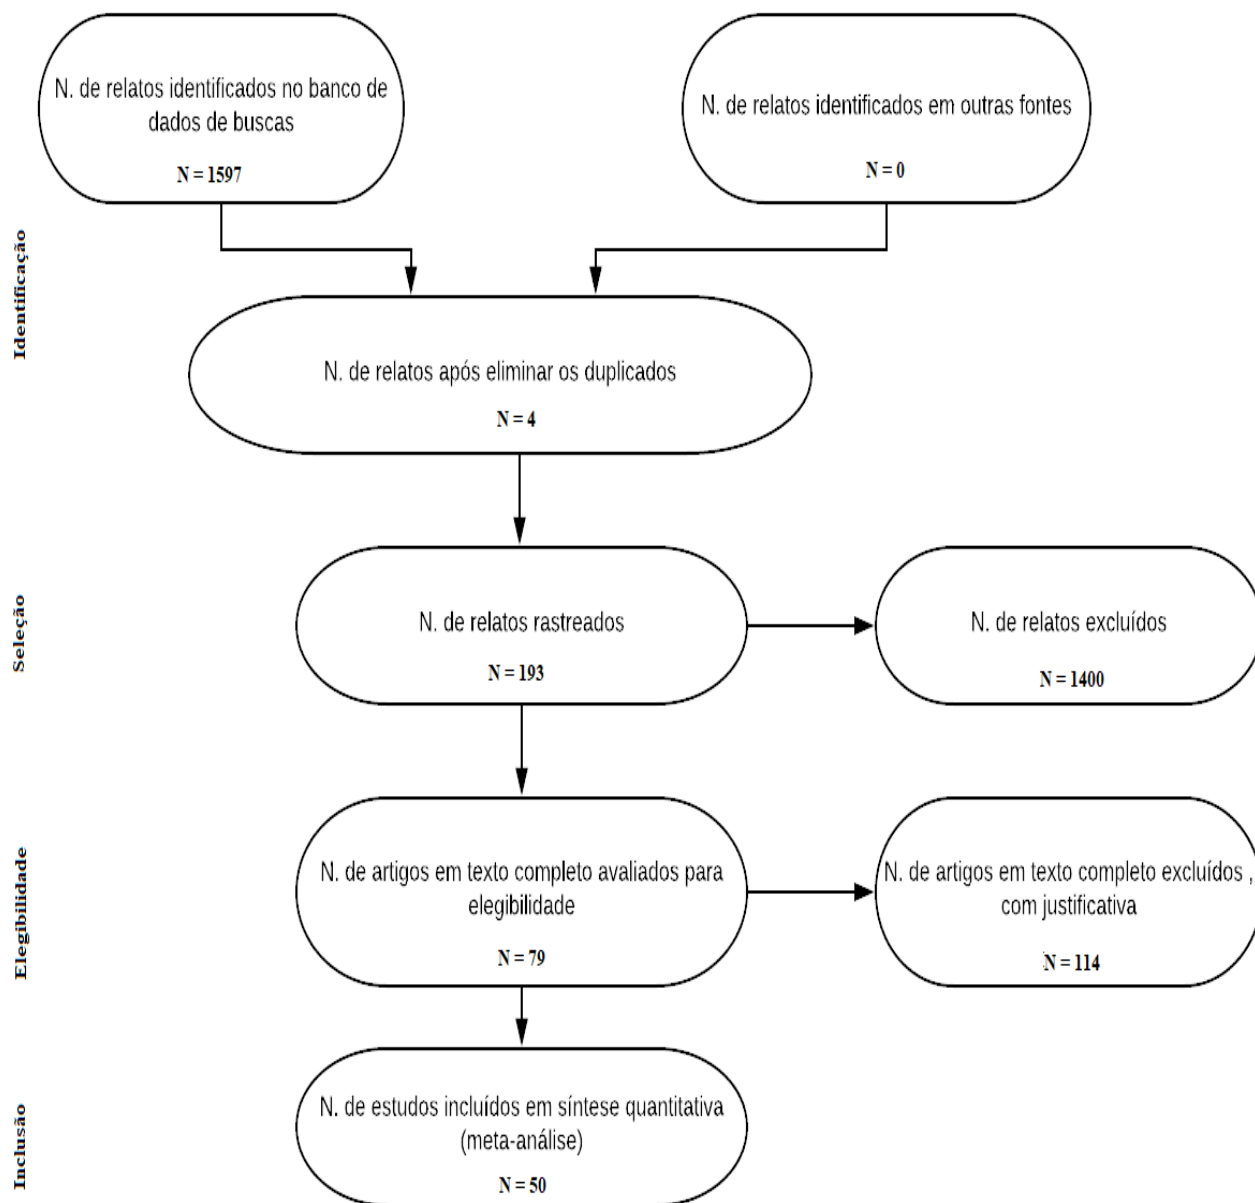 N. de relatos identificados no banco de
dados de buscas
N = 1597
N. de relatos identificados em outras fontes
N = 0
Identificação
N. de relatos após eliminar os duplicados
N = 4
Seleção
N. de relatos rastreados
N = 193
N. de relatos excluídos
N = 1400
Elegibilidade
N. de artigos em texto completo avaliados para
elegibilidade
N = 79
N. de artigos em texto completo excluídos ,
com justificativa
N = 114
Inclusão
N. de estudos incluídos em síntese quantitativa
(meta-análise)
N = 50